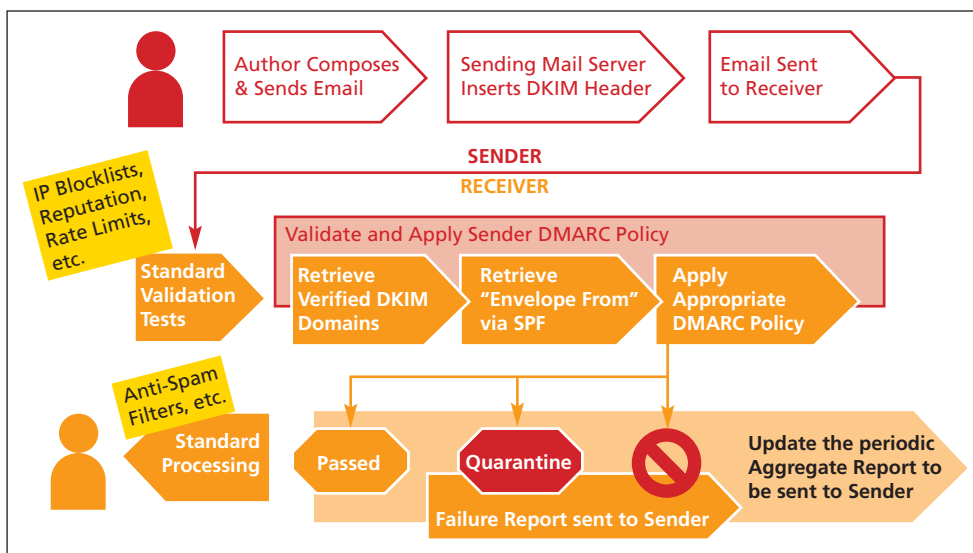 Author Composes
& Sends Email
Sending Mail Server
Inserts DKIM Header
Email Sent
to Receiver
SENDER
RECEIVER
IP Blocklists,
Reputation,
Rate Limits,
etc.
Validate and Apply Sender DMARC Policy
Standard
Validation
Tests
Retrieve
Verified DKIM
Domains
Retrieve
“Envelope From”
via SPF
Apply
Appropriate
DMARC Policy
Anti-Spam
Filters, etc.
Standard
Processing
Passed
Quarantine
Update the periodic
Aggregate Report to
be sent to Sender
Failure Report sent to Sender